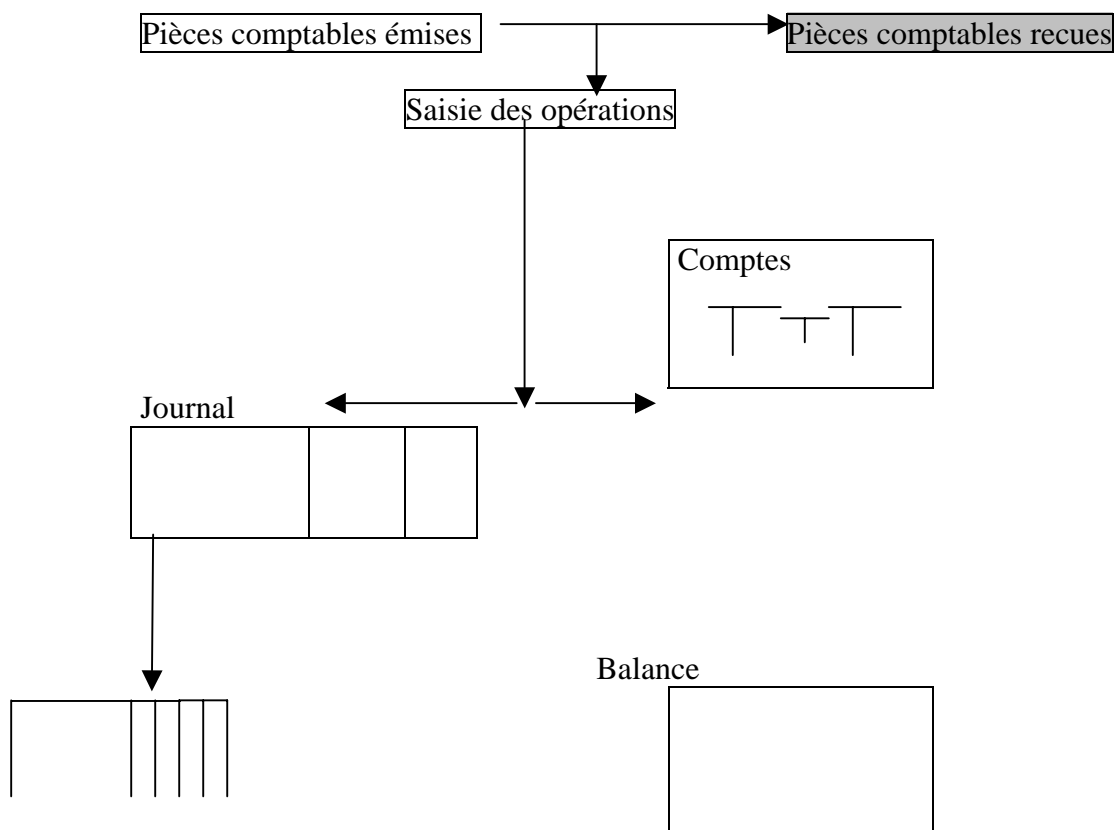 Pièces comptables émises
Pièces comptables recues
Saisie des opérations
Comptes
Journal
Balance